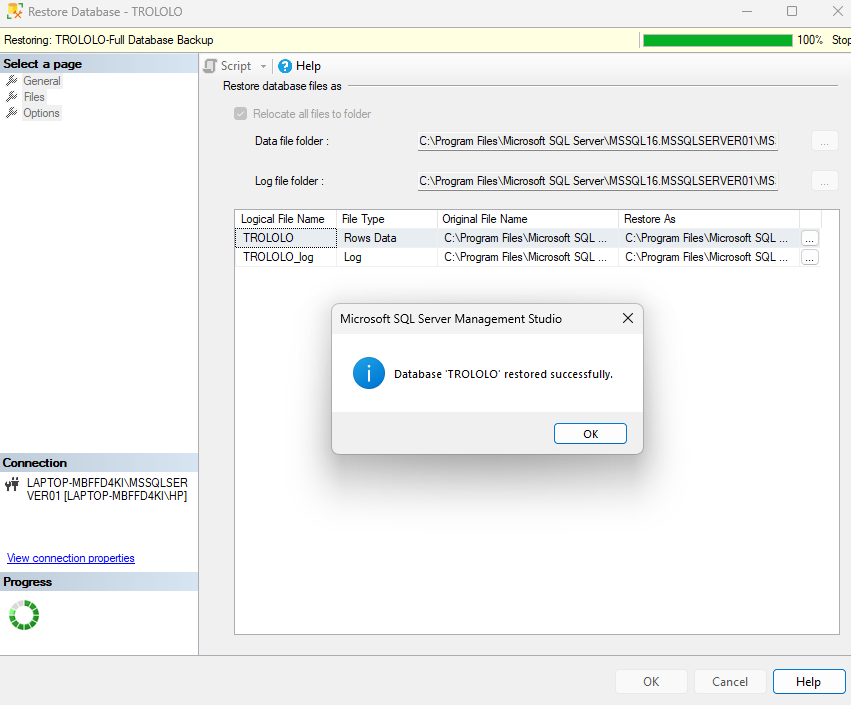 Restore Database - TROLOLO
Restoring: TROLOLO-Full Database Backup
100%
Stop
Select a page
General
Files
Options
Script
Help
Restore database files as
Relocate all files to folder
Data file folder :
C:\Program Files\Microsoft SQL Server\MSSQL16.MSSQLSERVER01\MS
...
Log file folder :
C:\Program Files\Microsoft SQL Server\MSSQL16.MSSQLSERVER01\MS
...
Logical File Name File Type Original File Name Restore As
TROLOLO Rows Data C:\Program Files\Microsoft SQL ... C:\Program Files\Microsoft SQL ... ...
TROLOLO_log Log C:\Program Files\Microsoft SQL ... C:\Program Files\Microsoft SQL ... ...
Microsoft SQL Server Management Studio
Database 'TROLOLO' restored successfully.
OK
Connection
LAPTOP-MBFFD4KI\MSSQLSER
VER01 [LAPTOP-MBFFD4KI\HP]
View connection properties
Progress
OK Cancel Help